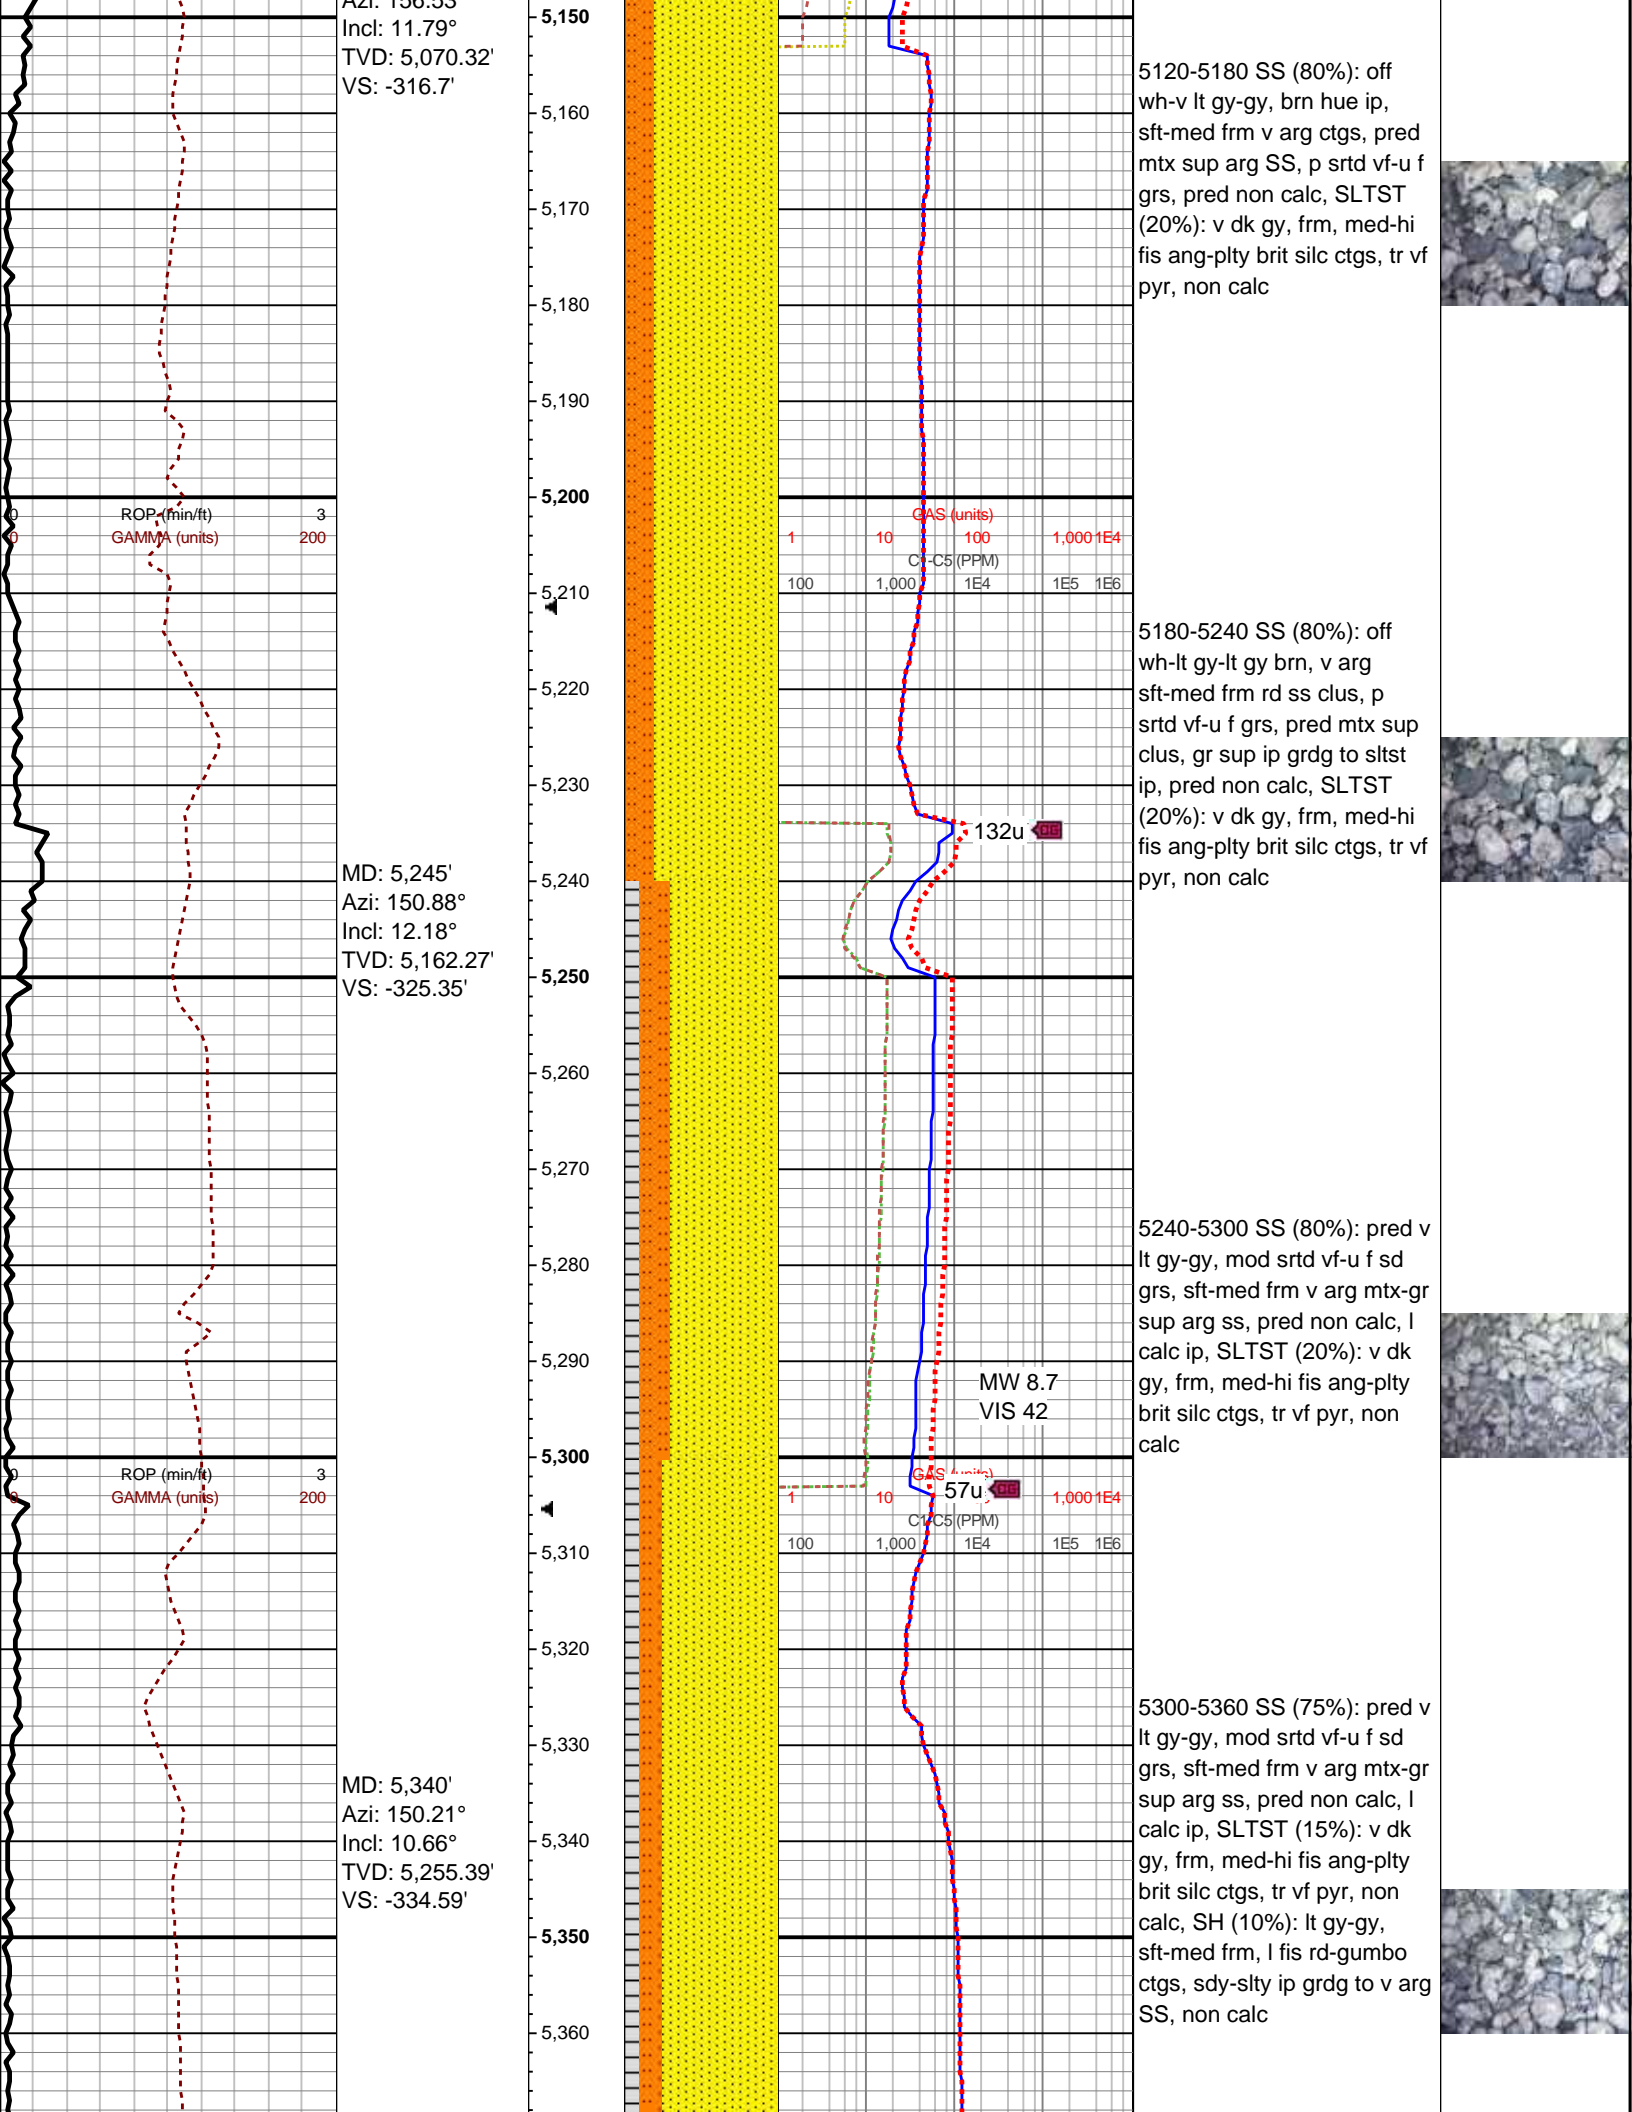 Azi: 156.53°
Incl: 11.79°
TVD: 5,070.32'
VS: -316.7'
5,150
5,160
5,170
5,180
5,190
5,200
5,210
5,220
5,230
5,240
5,250
5,260
5,270
5,280
5,290
5,300
5,310
5,320
5,330
5,340
5,350
5,360
5120-5180 SS (80%): off
wh-v lt gy-gy, brn hue ip,
sft-med frm v arg ctgs, pred
mtx sup arg SS, p srtd vf-u f
grs, pred non calc, SLTST
(20%): v dk gy, frm, med-hi
fis ang-plty brit silc ctgs, tr vf
pyr, non calc
0 ROP (min/ft) 3
0 GAMMA (units) 200
GAS (units)
1 10 100 1,000 1E4
C1-C5 (PPM)
100 1,000 1E4 1E5 1E6
5180-5240 SS (80%): off
wh-lt gy-lt gy brn, v arg
sft-med frm rd ss clus, p
srtd vf-u f grs, pred mtx sup
clus, gr sup ip grdg to sltst
ip, pred non calc, SLTST
(20%): v dk gy, frm, med-hi
fis ang-plty brit silc ctgs, tr vf
pyr, non calc
132u CG
MD: 5,245'
Azi: 150.88°
Incl: 12.18°
TVD: 5,162.27'
VS: -325.35'
5240-5300 SS (80%): pred v
lt gy-gy, mod srtd vf-u f sd
grs, sft-med frm v arg mtx-gr
sup arg ss, pred non calc, l
calc ip, SLTST (20%): v dk
gy, frm, med-hi fis ang-plty
brit silc ctgs, tr vf pyr, non
calc
MW 8.7
VIS 42
0 ROP (min/ft) 3
0 GAMMA (units) 200
GAS (units)
1 10 1,000 1E4
57u CG
C1-C5 (PPM)
100 1,000 1E4 1E5 1E6
5300-5360 SS (75%): pred v
lt gy-gy, mod srtd vf-u f sd
grs, sft-med frm v arg mtx-gr
sup arg ss, pred non calc, l
calc ip, SLTST (15%): v dk
gy, frm, med-hi fis ang-plty
brit silc ctgs, tr vf pyr, non
calc, SH (10%): lt gy-gy,
sft-med frm, l fis rd-gumbo
ctgs, sdy-slty ip grdg to v arg
SS, non calc
MD: 5,340'
Azi: 150.21°
Incl: 10.66°
TVD: 5,255.39'
VS: -334.59'